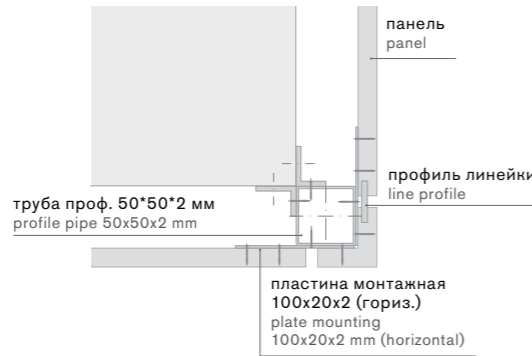 панель
panel
профиль линейки
line profile
труба проф. 50*50*2 мм
profile pipe 50x50x2 mm
пластина монтажная
100x20x2 (гориз.)
plate mounting
100x20x2 mm (horizontal)